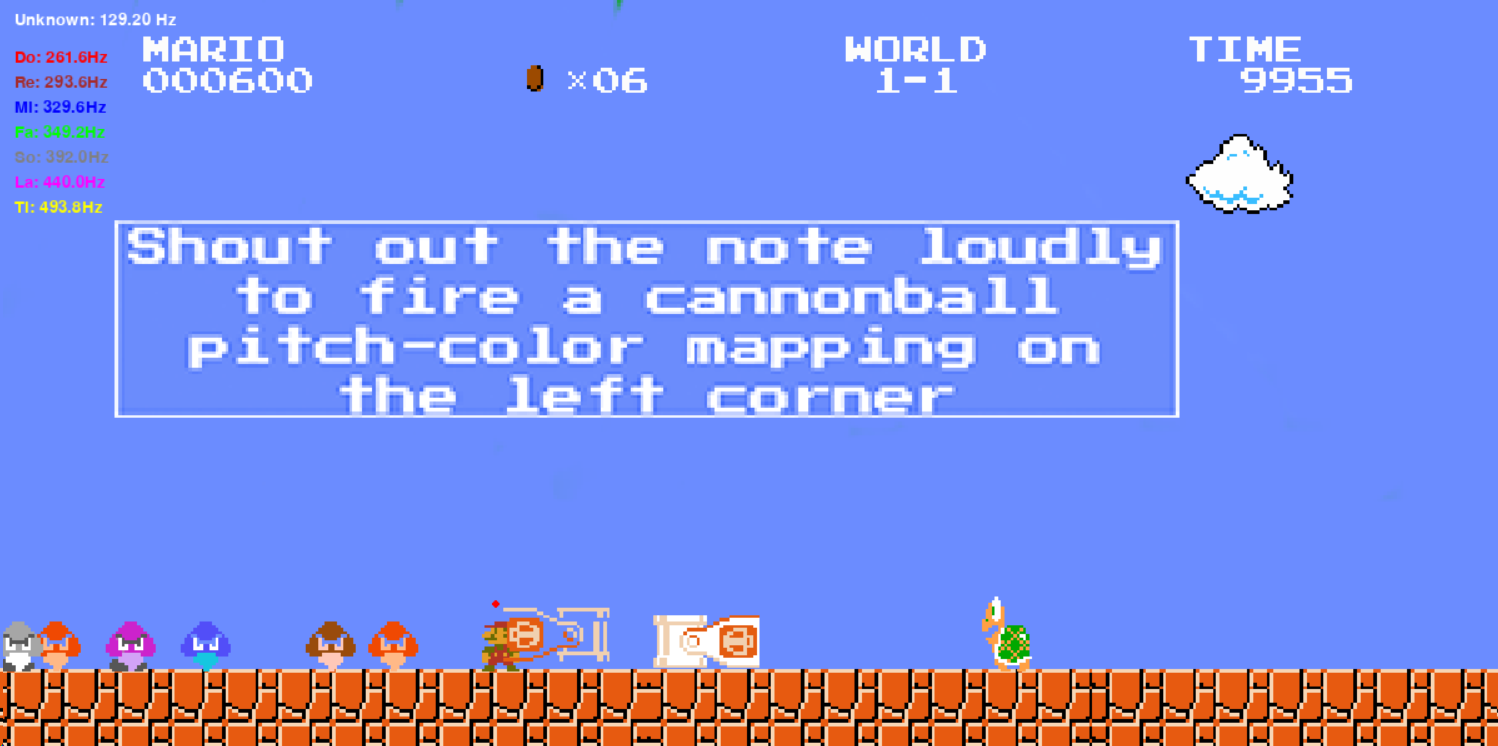 Unknown: 129.20 Hz
Do: 261.6Hz
Re: 293.6Hz
MI: 329.6Hz
Fa: 349.2Hz
So: 392.0Hz
La: 440.0Hz
TI: 493.8Hz
MARIO WORLD TIME
000600 ×06 1-1 9955
Shout out the note loudly
to fire a cannonball
pitch-color mapping on
the left corner